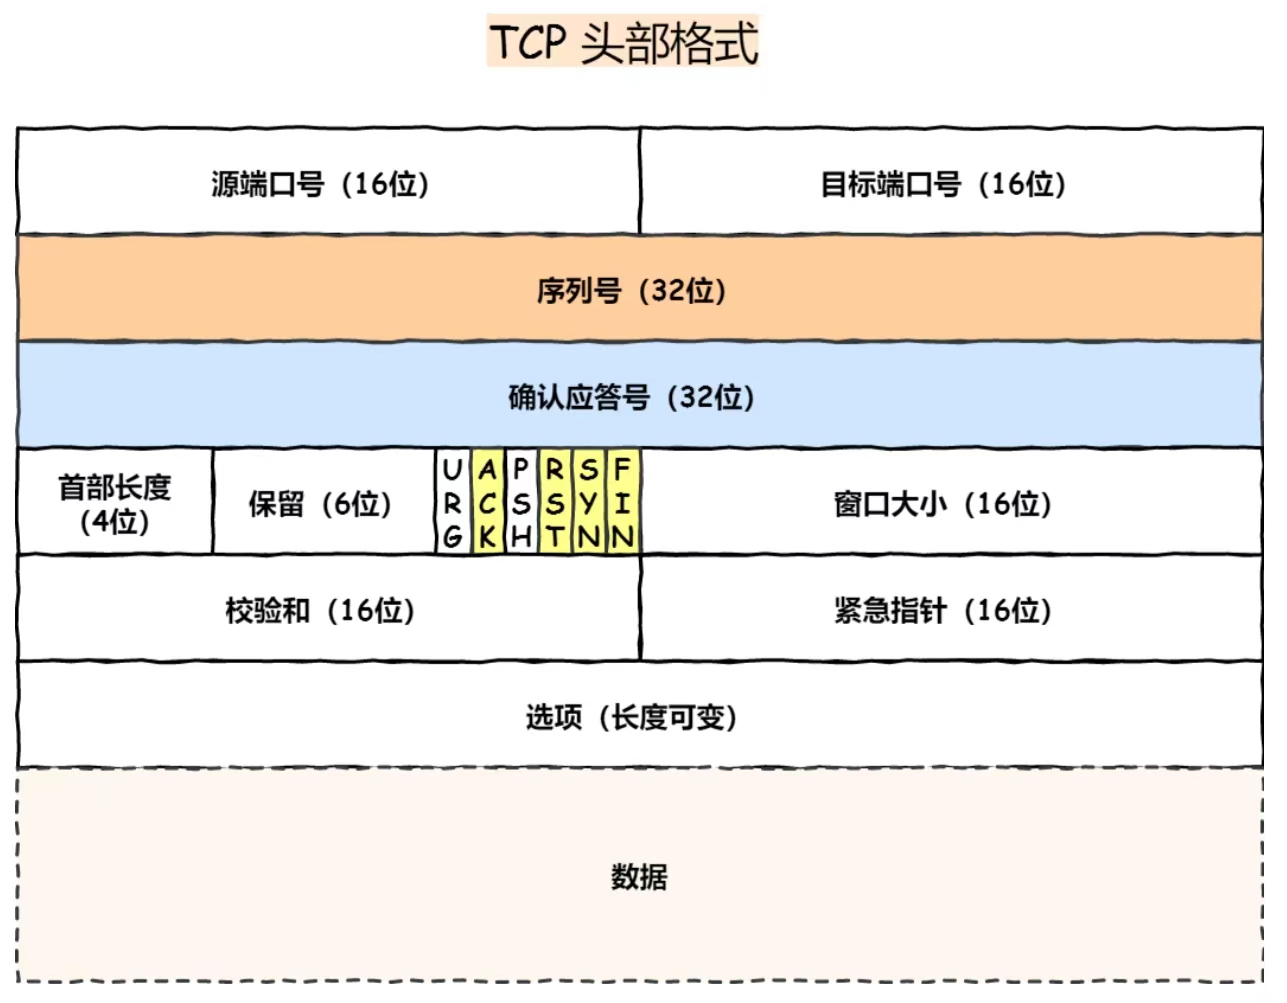 TCP 头部格式
源端口号（16位）
目标端口号（16位）
序列号（32位）
确认应答号（32位）
首部长度
（4位）
保留（6位）
URG
ACK
PSH
RST
SYN
FIN
窗口大小（16位）
校验和（16位）
紧急指针（16位）
选项（长度可变）
数据